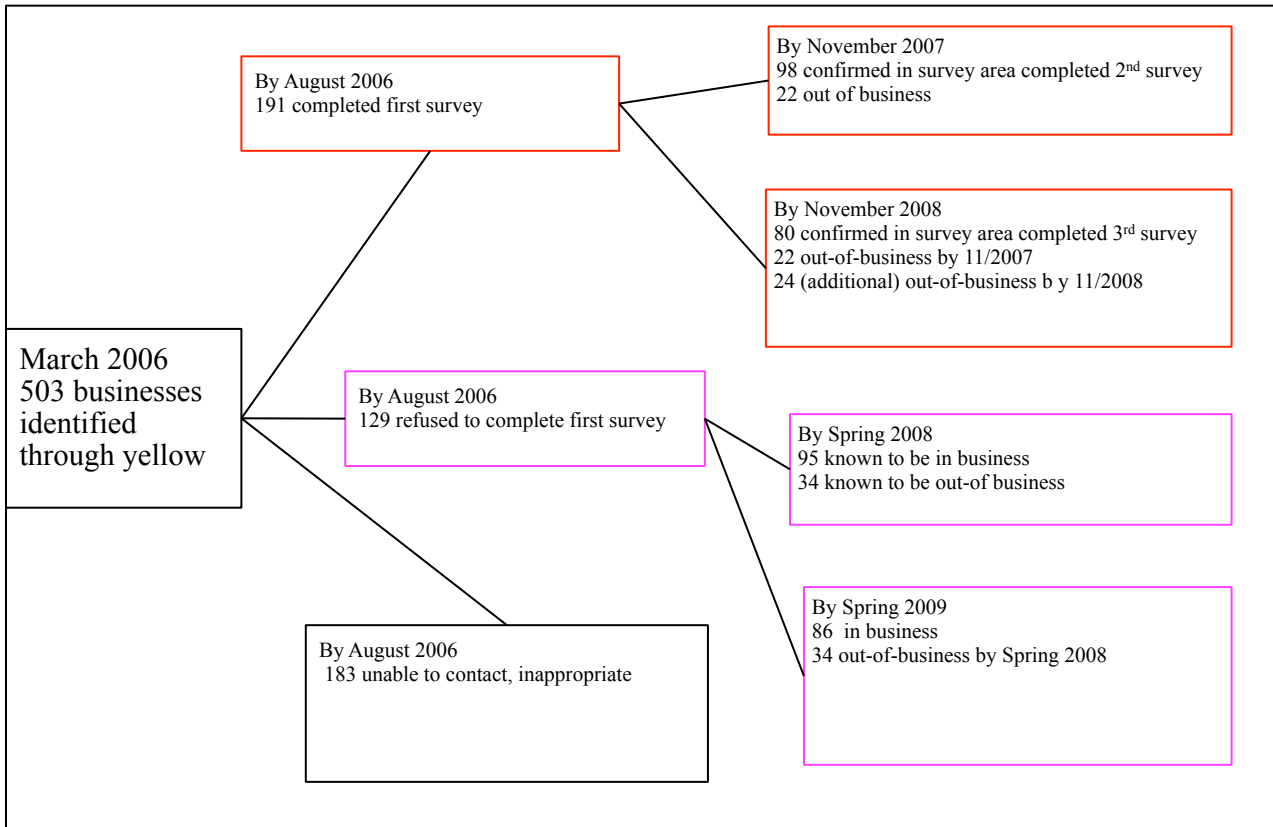 March 2006
503 businesses
identified
through yellow
By August 2006
191 completed first survey
By November 2007
98 confirmed in survey area completed 2nd survey
22 out of business
By November 2008
80 confirmed in survey area completed 3rd survey
22 out-of-business by 11/2007
24 (additional) out-of-business b y 11/2008
By August 2006
129 refused to complete first survey
By Spring 2008
95 known to be in business
34 known to be out-of business
By Spring 2009
86 in business
34 out-of-business by Spring 2008
By August 2006
183 unable to contact, inappropriate